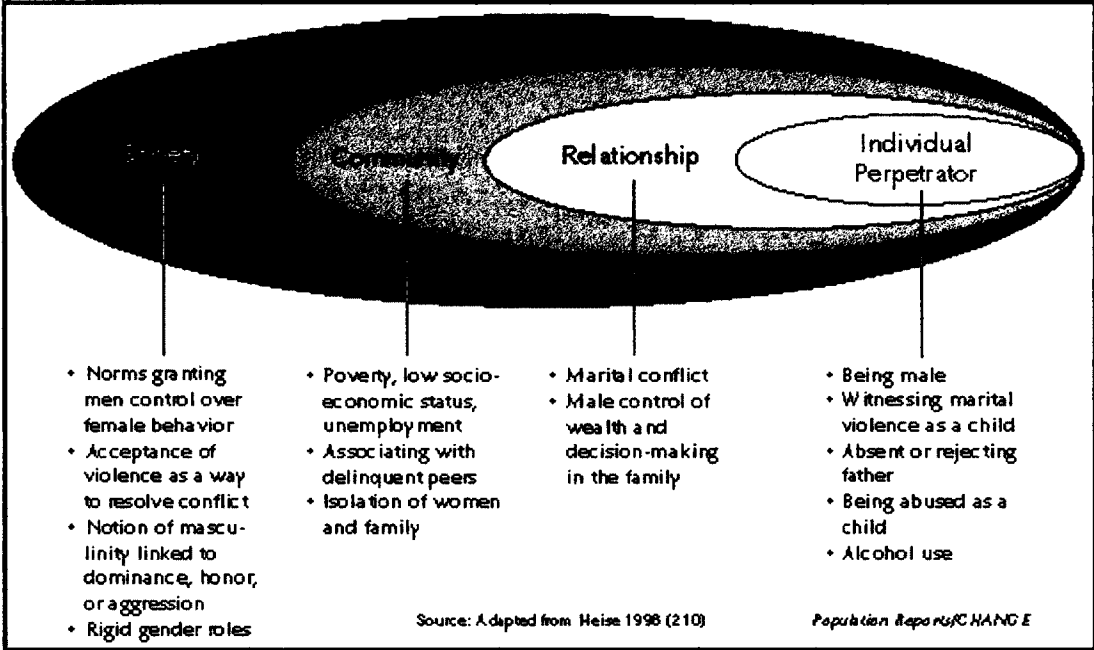 Society
Community
Relationship
Individual
Perpetrator
• Norms granting
men control over
female behavior
• Acceptance of
violence as a way
to resolve conflict
• Notion of mascu-
linity linked to
dominance, honor,
or aggression
• Rigid gender roles
• Poverty, low socio-
economic status,
unemployment
• Associating with
delinquent peers
• Isolation of women
and family
• Marital conflict
• Male control of
wealth and
decision-making
in the family
• Being male
• Witnessing marital
violence as a child
• Absent or rejecting
father
• Being abused as a
child
• Alcohol use
Source: Adapted from Heise 1998 (210)
Population Reports/CHANGE